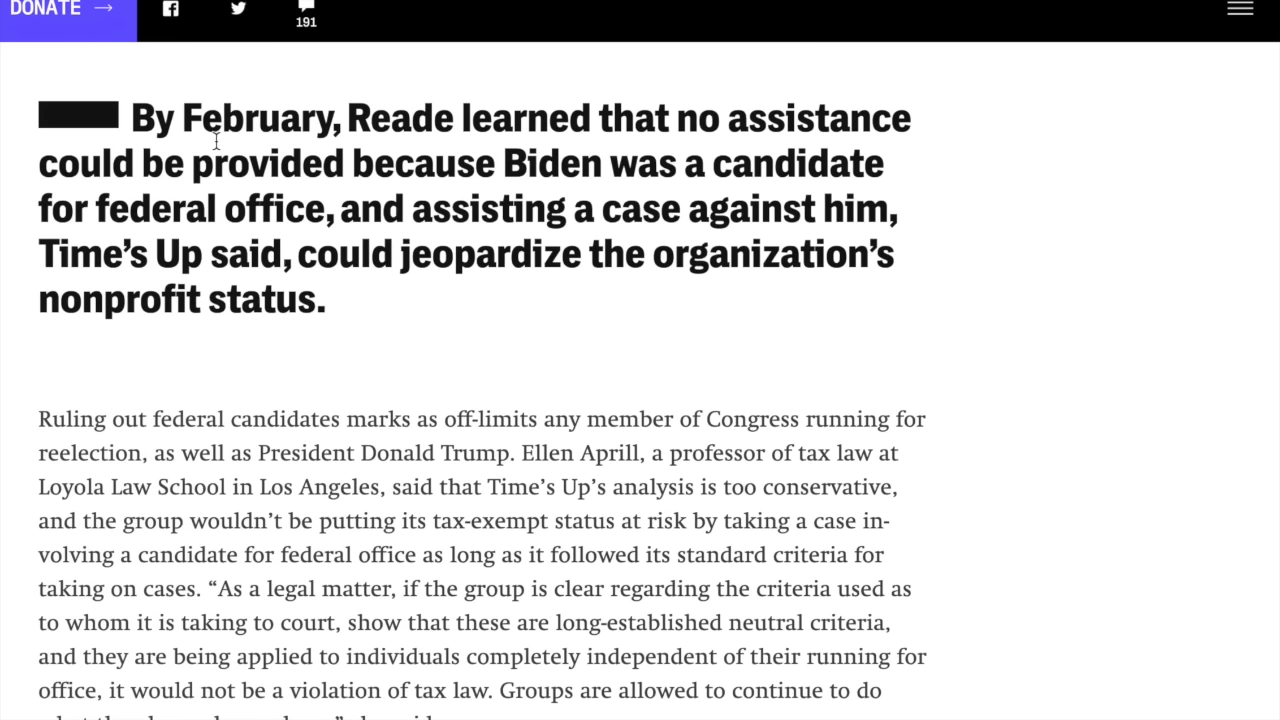 DONATE →
191
By February, Reade learned that no assistance
could be provided because Biden was a candidate
for federal office, and assisting a case against him,
Time’s Up said, could jeopardize the organization’s
nonprofit status.
Ruling out federal candidates marks as off-limits any member of Congress running for
reelection, as well as President Donald Trump. Ellen Aprill, a professor of tax law at
Loyola Law School in Los Angeles, said that Time’s Up’s analysis is too conservative,
and the group wouldn’t be putting its tax-exempt status at risk by taking a case in-
volving a candidate for federal office as long as it followed its standard criteria for
taking on cases. “As a legal matter, if the group is clear regarding the criteria used as
to whom it is taking to court, show that these are long-established neutral criteria,
and they are being applied to individuals completely independent of their running for
office, it would not be a violation of tax law. Groups are allowed to continue to do